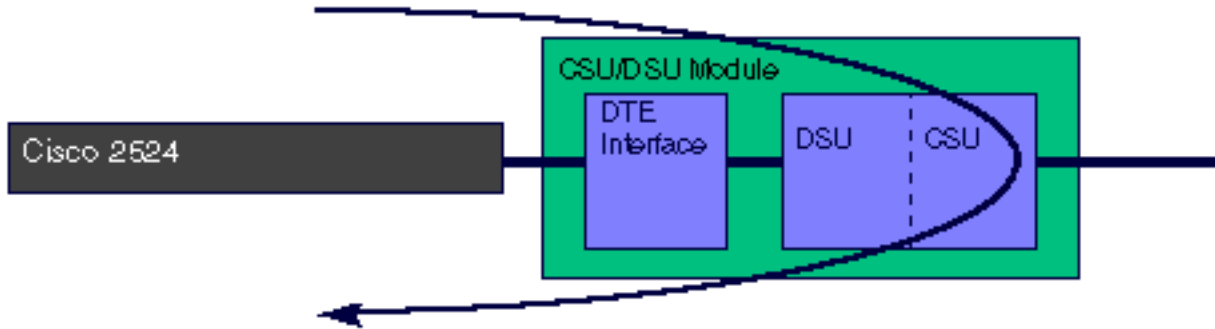 CSU/DSU Module
DTE
Interface
DSU
CSU
Cisco 2524